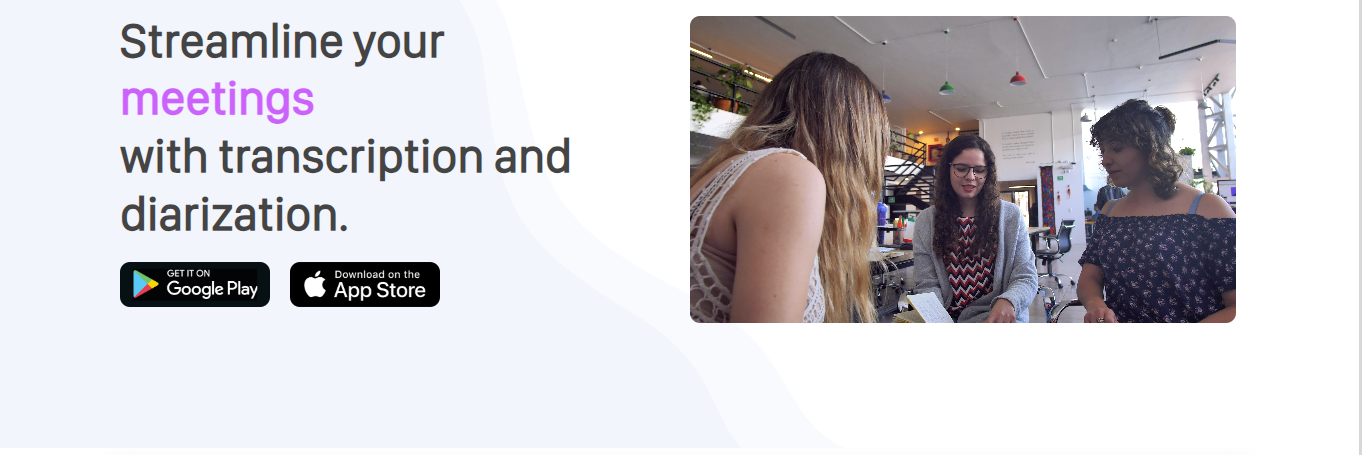 Streamline your
meetings
with transcription and
diarization.
GET IT ON
Google Play
Download on the
App Store